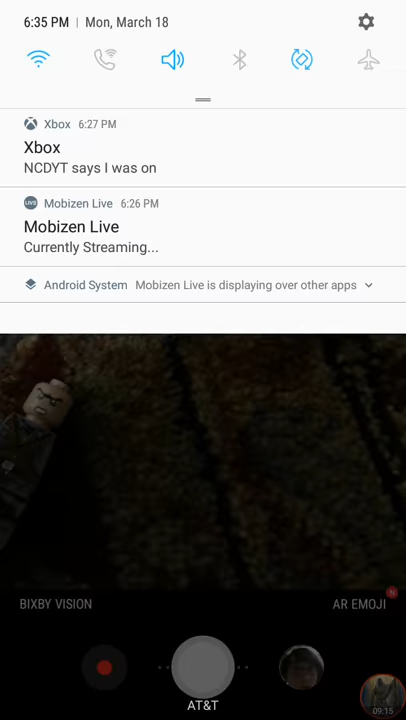 6:35 PM | Mon, March 18
Xbox 6:27 PM
Xbox
NCDYT says I was on
LIVE Mobizen Live 6:26 PM
Mobizen Live
Currently Streaming...
Android System Mobizen Live is displaying over other apps
BIXBY VISION
AR EMOJI
N
AT&T
09:15